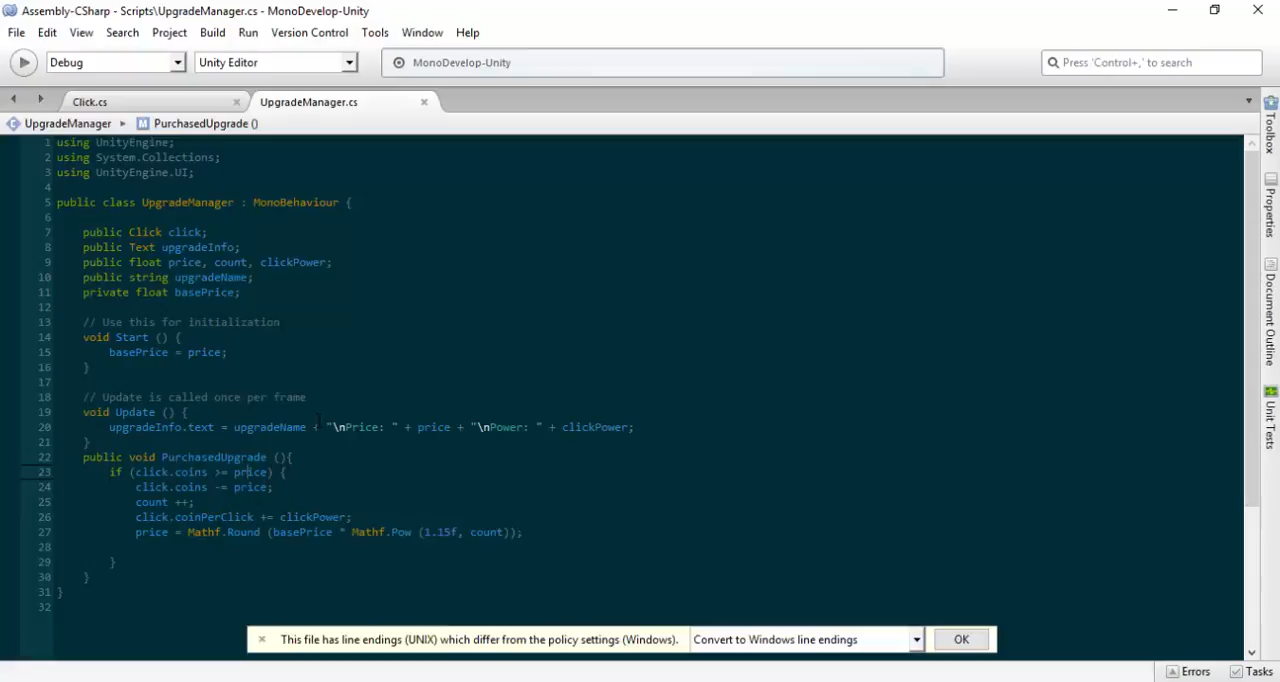 Assembly-CSharp - Scripts\UpgradeManager.cs - MonoDevelop-Unity
File Edit View Search Project Build Run Version Control Tools Window Help
Debug Unity Editor MonoDevelop-Unity Press 'Control+,' to search
Click.cs UpgradeManager.cs
UpgradeManager PurchasedUpgrade ()
1 using UnityEngine;
2 using System.Collections;
3 using UnityEngine.UI;
4
5 public class UpgradeManager : MonoBehaviour {
6
7 public Click click;
8 public Text upgradeInfo;
9 public float price, count, clickPower;
10 public string upgradeName;
11 private float basePrice;
12
13 // Use this for initialization
14 void Start () {
15 basePrice = price;
16 }
17
18 // Update is called once per frame
19 void Update () {
20 upgradeInfo.text = upgradeName + "\nPrice: " + price + "\nPower: " + clickPower;
21 }
22 public void PurchasedUpgrade (){
23 if (click.coins >= price) {
24 click.coins -= price;
25 count ++;
26 click.coinPerClick += clickPower;
27 price = Mathf.Round (basePrice * Mathf.Pow (1.15f, count));
28
29 }
30 }
31 }
32
Toolbox
Properties
Document Outline
Unit Tests
× This file has line endings (UNIX) which differ from the policy settings (Windows). Convert to Windows line endings OK
Errors Tasks